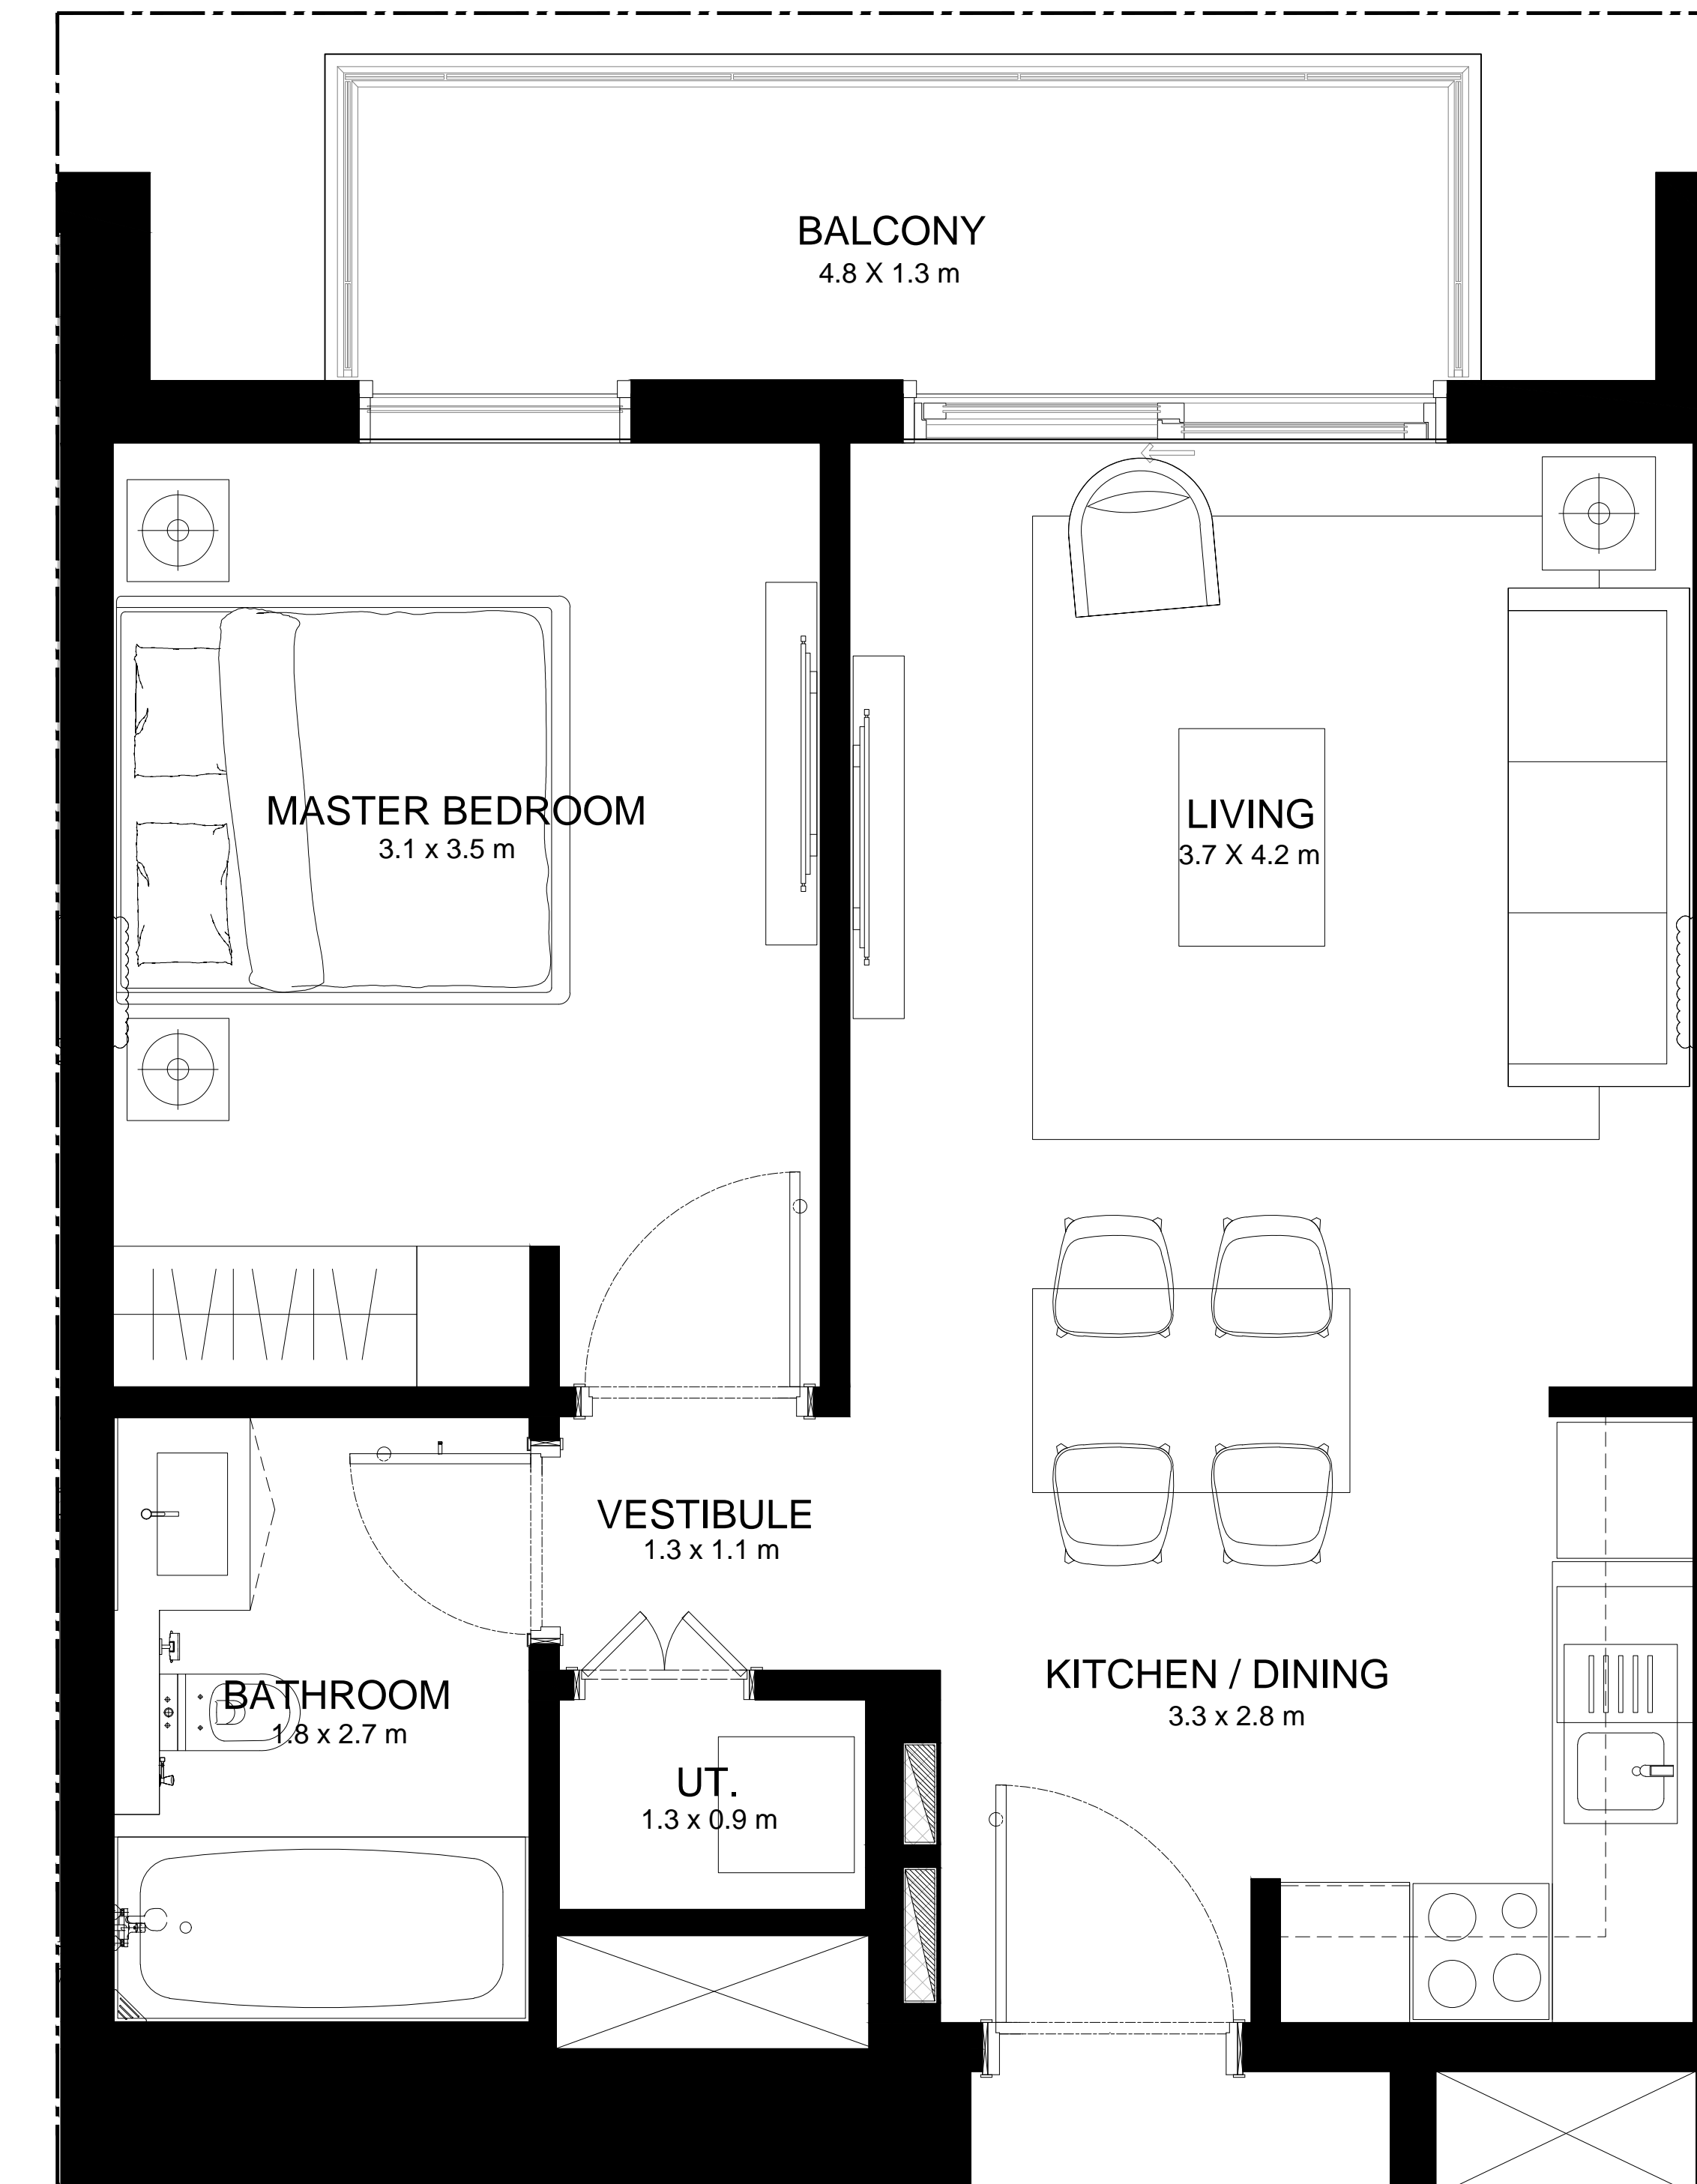 BALCONY
4.8 X 1.3 m
MASTER BEDROOM
3.1 x 3.5 m
LIVING
3.7 X 4.2 m
VESTIBULE
1.3 x 1.1 m
KITCHEN / DINING
3.3 x 2.8 m
BATHROOM
1.8 x 2.7 m
UT.
1.3 x 0.9 m